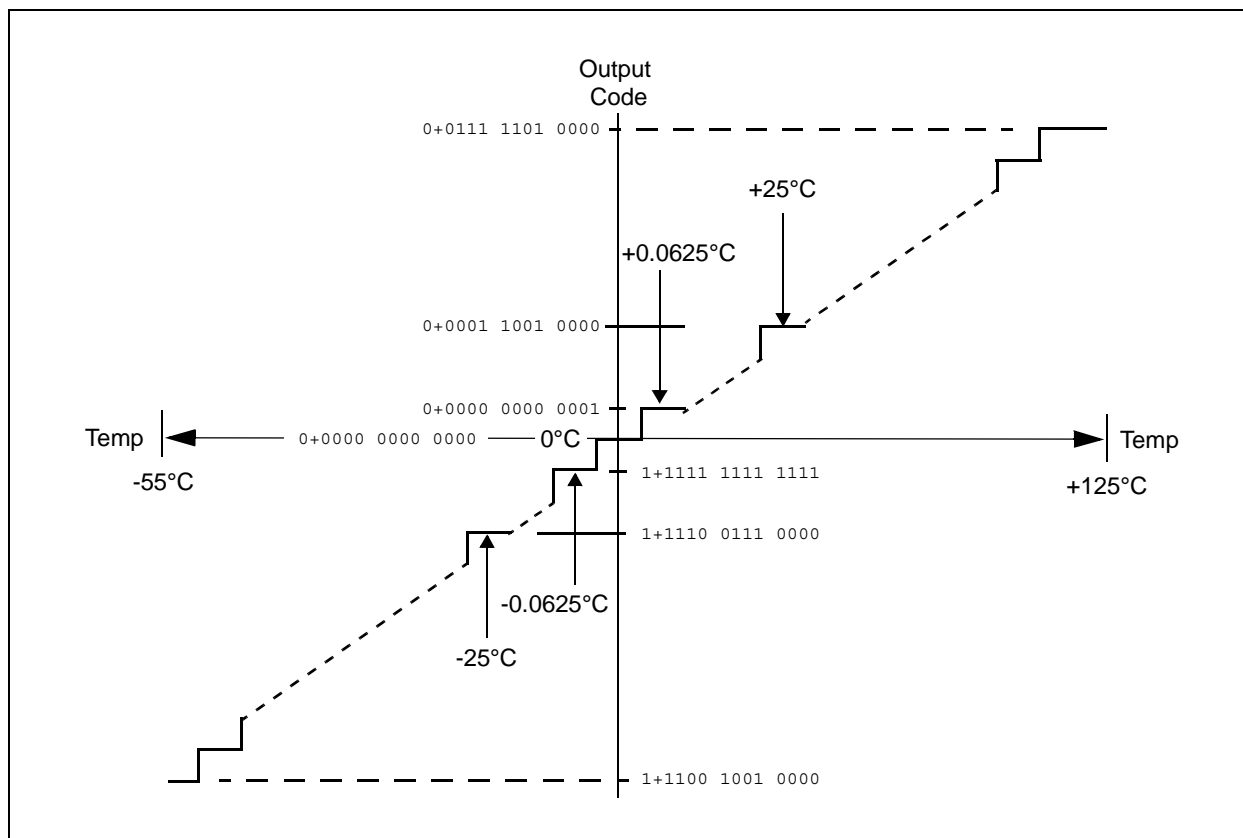 Output
Code
0+0111 1101 0000
+25°C
+0.0625°C
0+0001 1001 0000
0+0000 0000 0001
Temp
0+0000 0000 0000
0°C
Temp
-55°C
1+1111 1111 1111
+125°C
1+1110 0111 0000
-0.0625°C
-25°C
1+1100 1001 0000